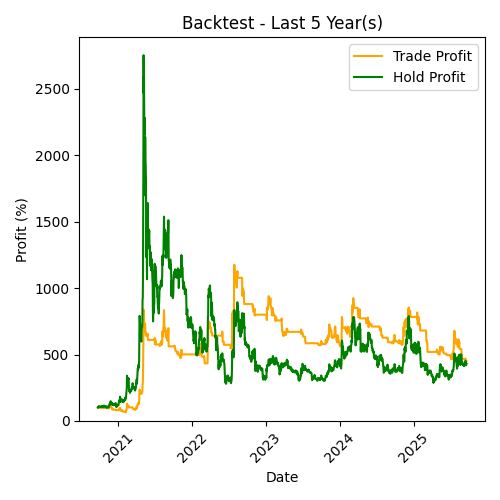 Backtest - Last 5 Year(s)
Trade Profit
Hold Profit
Profit (%)
2500
2000
1500
1000
500
0
2021
2022
2023
2024
2025
Date